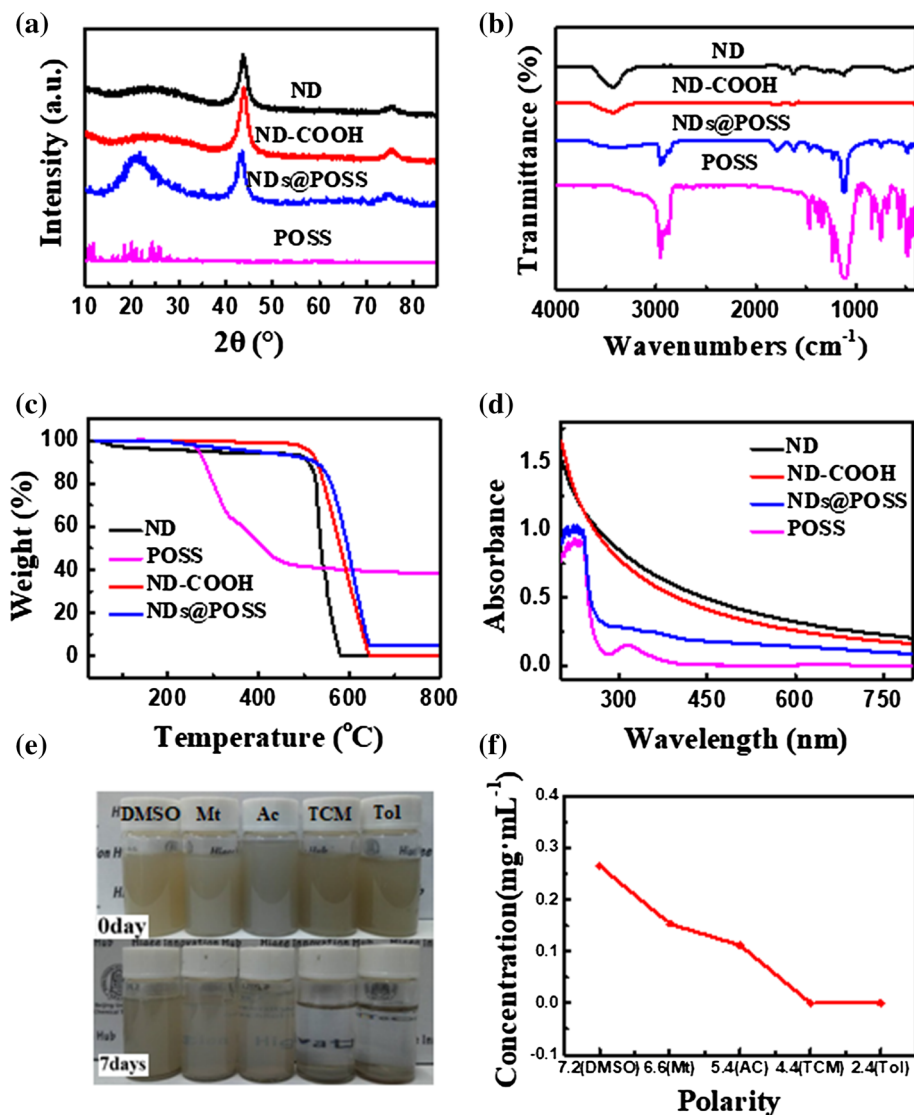 (a)
Intensity (a.u.)
ND
ND-COOH
NDs@POSS
POSS
10 20 30 40 50 60 70 80
2θ (°)
(b)
Tranmittance (%)
ND
ND-COOH
NDs@POSS
POSS
4000 3000 2000 1000
Wavenumbers (cm⁻¹)
(c)
Weight (%)
100
80
60
40
20
0
ND
POSS
ND-COOH
NDs@POSS
200 400 600 800
Temperature (°C)
(d)
Absorbance
1.5
1.0
0.5
0.0
ND
ND-COOH
NDs@POSS
POSS
300 450 600 750
Wavelength (nm)
(e)
DMSO Mt Ac TCM Tol
0day
7days
(f)
Concentration(mg·mL⁻¹)
0.4
0.3
0.2
0.1
0.0
-0.1
7.2(DMSO) 6.6(Mt) 5.4(AC) 4.4(TCM) 2.4(Tol)
Polarity